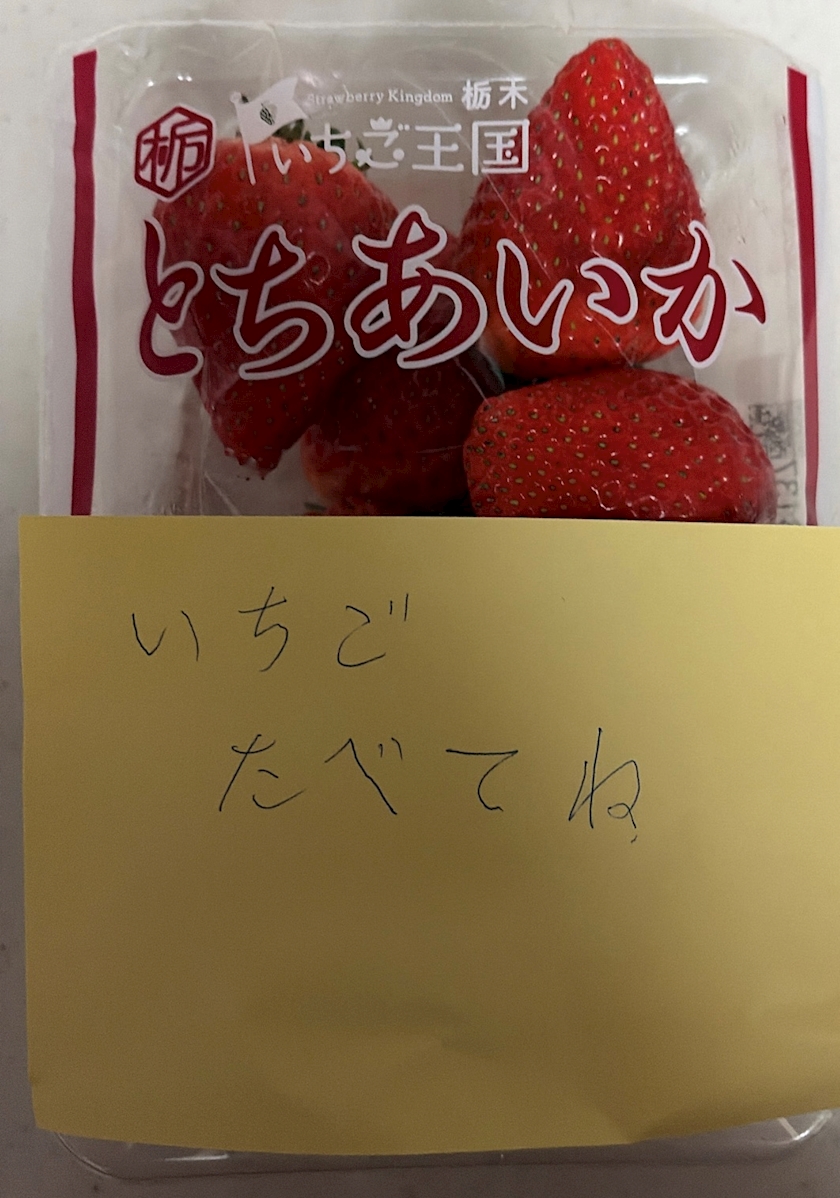 Strawberry Kingdom 栃木
栃
いちご王国
とちあいか
いちご
たべてね